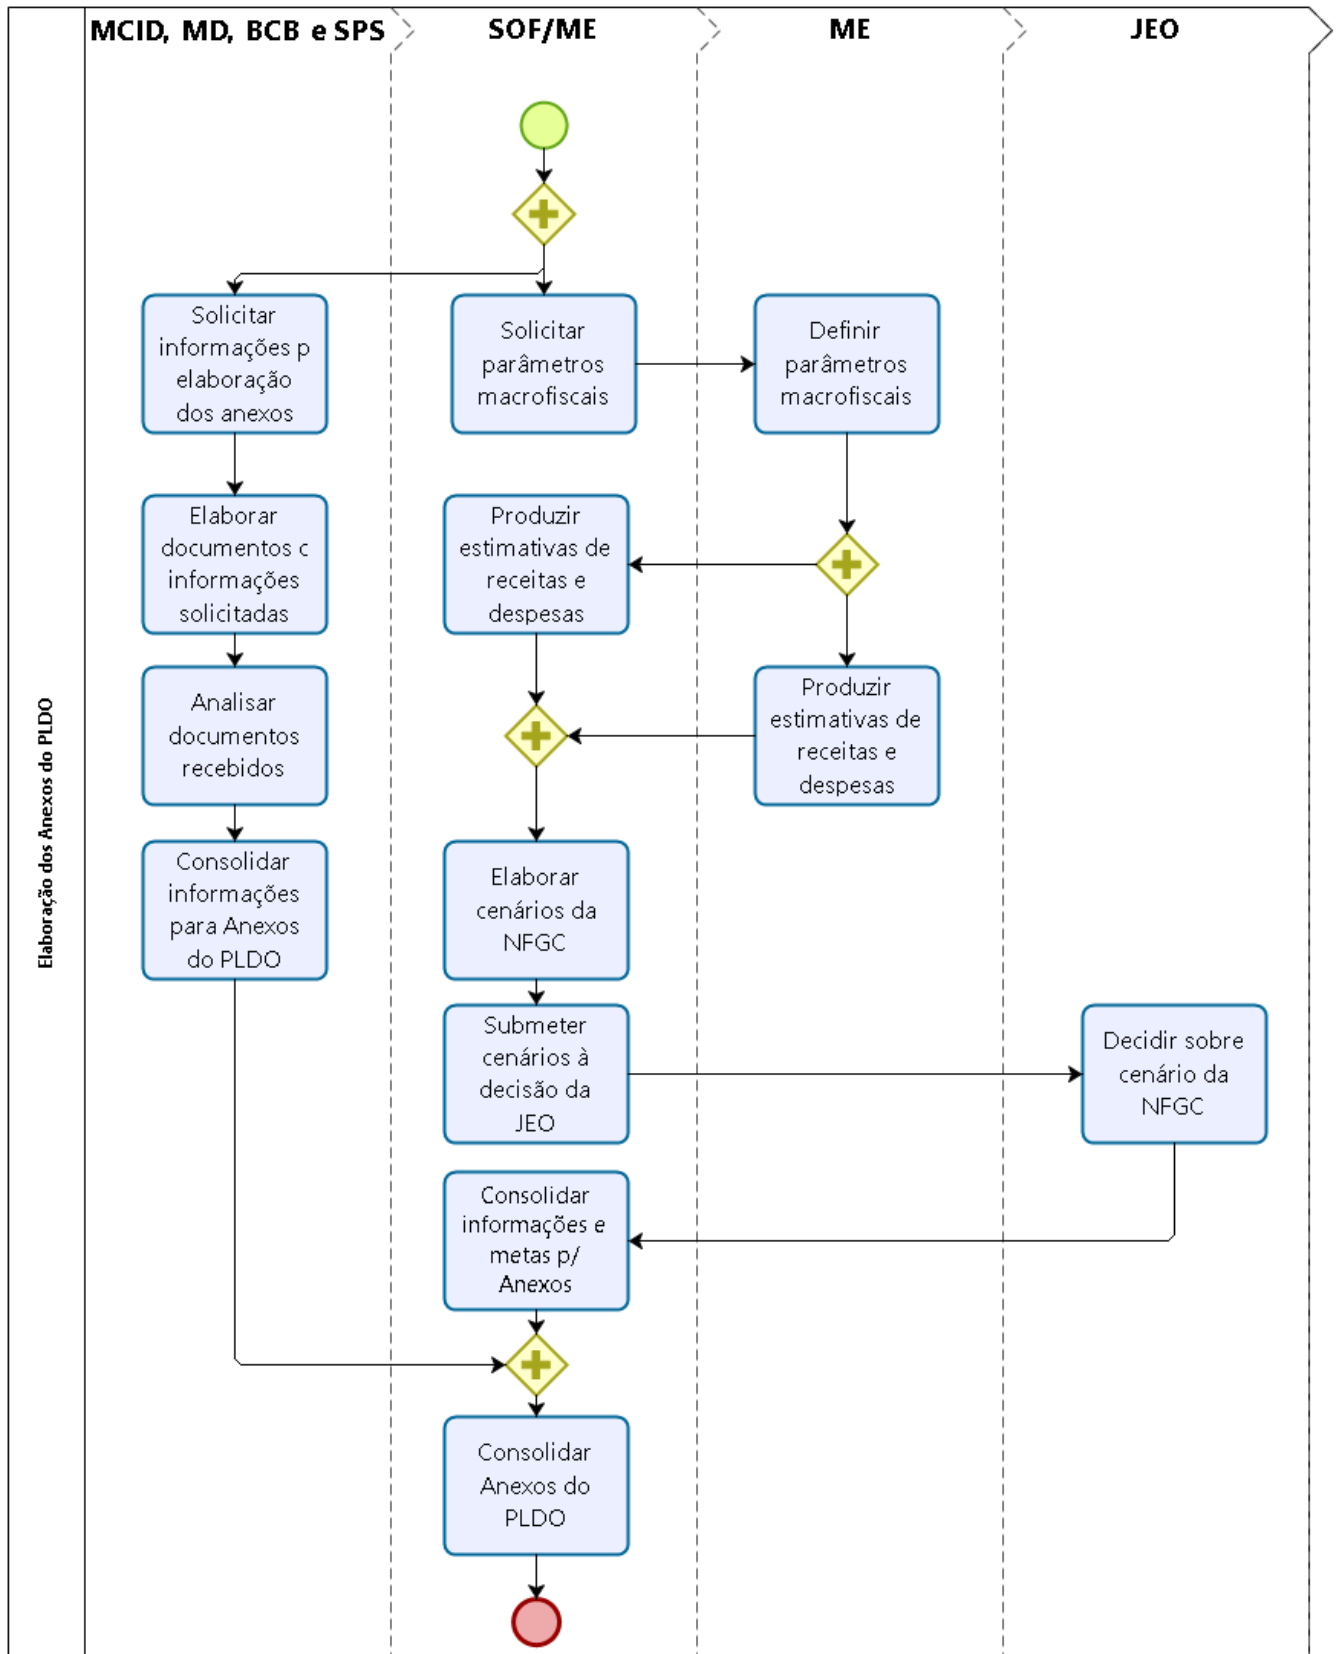 MCID, MD, BCB e SPS
SOF/ME
ME
JEO
Elaboração dos Anexos do PLDO
Solicitar
informações p
elaboração
dos anexos
Solicitar
parâmetros
macrofiscais
Definir
parâmetros
macrofiscais
Elaborar
documentos c
informações
solicitadas
Produzir
estimativas de
receitas e
despesas
Analisar
documentos
recebidos
Produzir
estimativas de
receitas e
despesas
Consolidar
informações
para Anexos
do PLDO
Elaborar
cenários da
NFGC
Submeter
cenários à
decisão da
JEO
Decidir sobre
cenário da
NFGC
Consolidar
informações e
metas p/
Anexos
Consolidar
Anexos do
PLDO